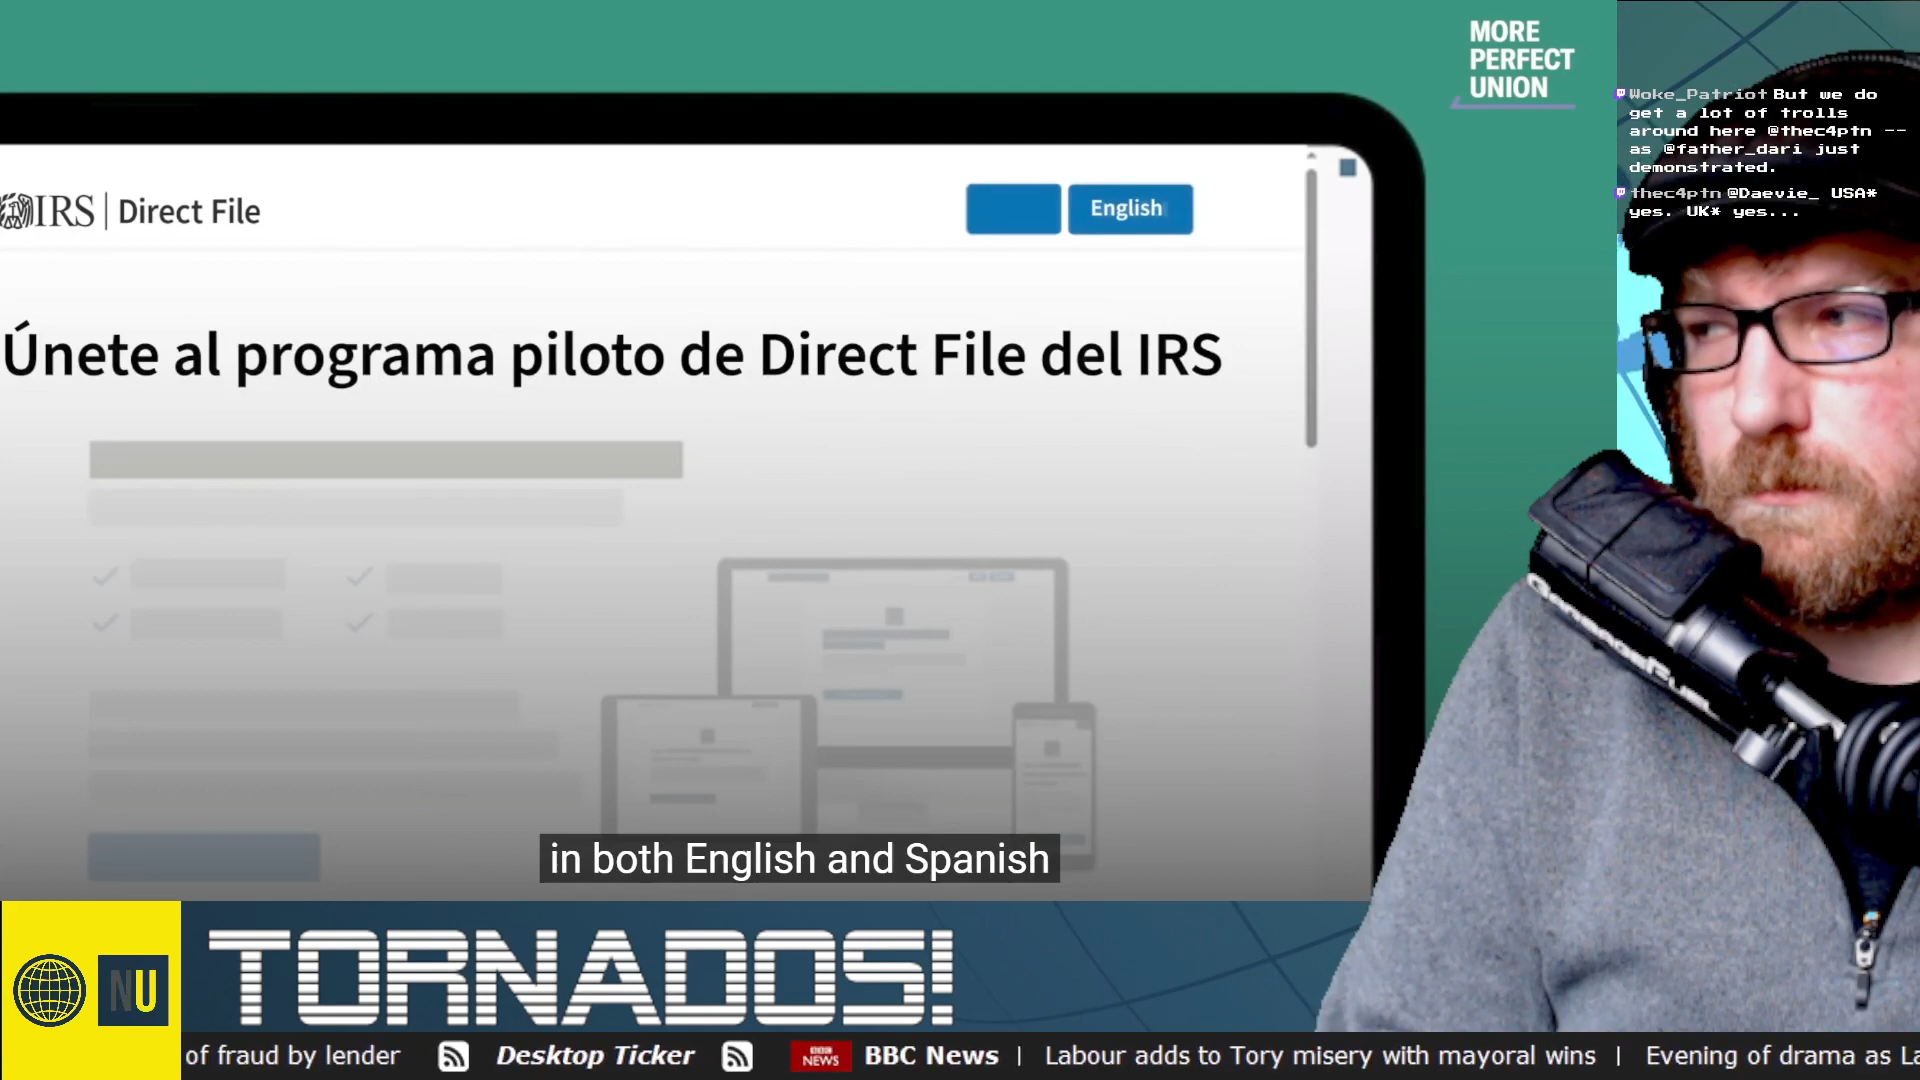 MORE
PERFECT
UNION
Woke_Patriot But we do
get a lot of trolls
around here @thec4ptn --
as @father_dari just
demonstrated.
thec4ptn @Daevie_ USA*
yes. UK* yes...
IRS | Direct File
English
Únete al programa piloto de Direct File del IRS
in both English and Spanish
NU
TORNADOS!
of fraud by lender Desktop Ticker BBC NEWS BBC News | Labour adds to Tory misery with mayoral wins | Evening of drama as La